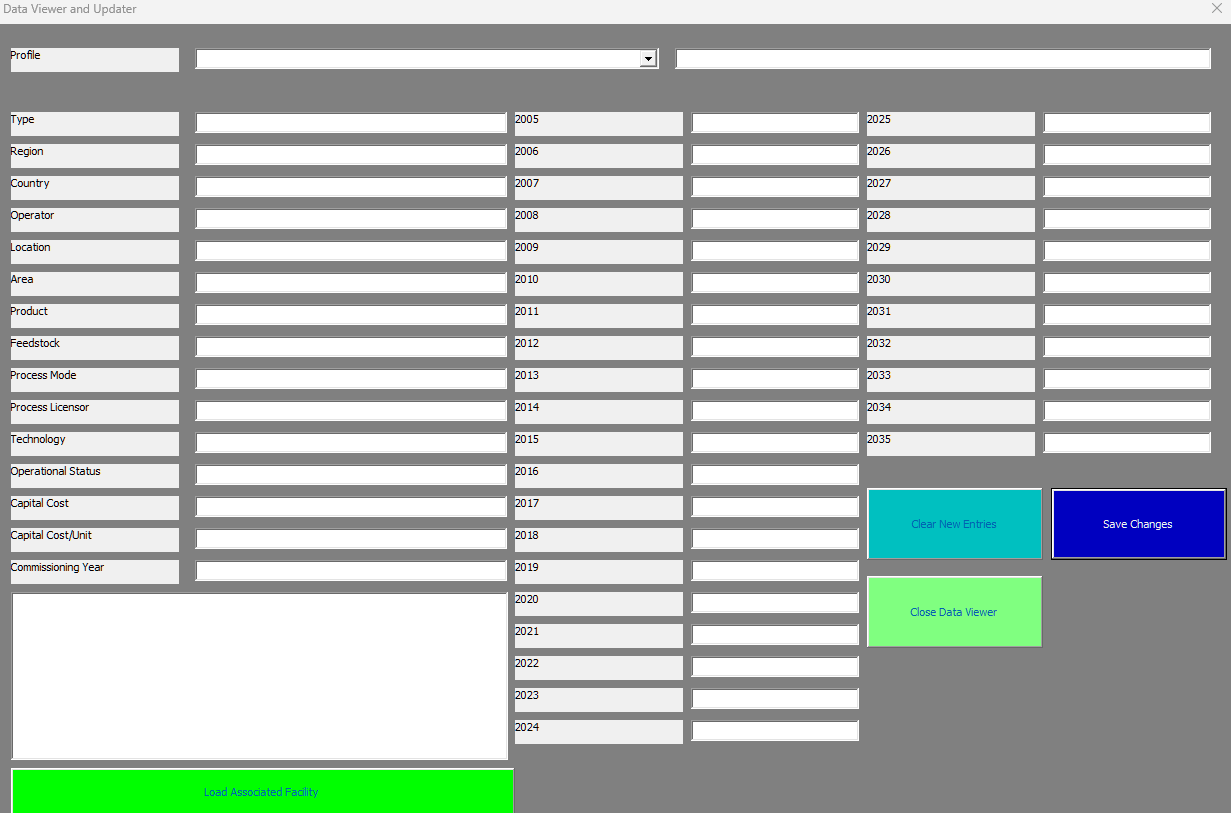 Data Viewer and Updater
Profile
Type
Region
Country
Operator
Location
Area
Product
Feedstock
Process Mode
Process Licensor
Technology
Operational Status
Capital Cost
Capital Cost/Unit
Commissioning Year
Load Associated Facility
2005
2006
2007
2008
2009
2010
2011
2012
2013
2014
2015
2016
2017
2018
2019
2020
2021
2022
2023
2024
2025
2026
2027
2028
2029
2030
2031
2032
2033
2034
2035
Clear New Entries
Save Changes
Close Data Viewer